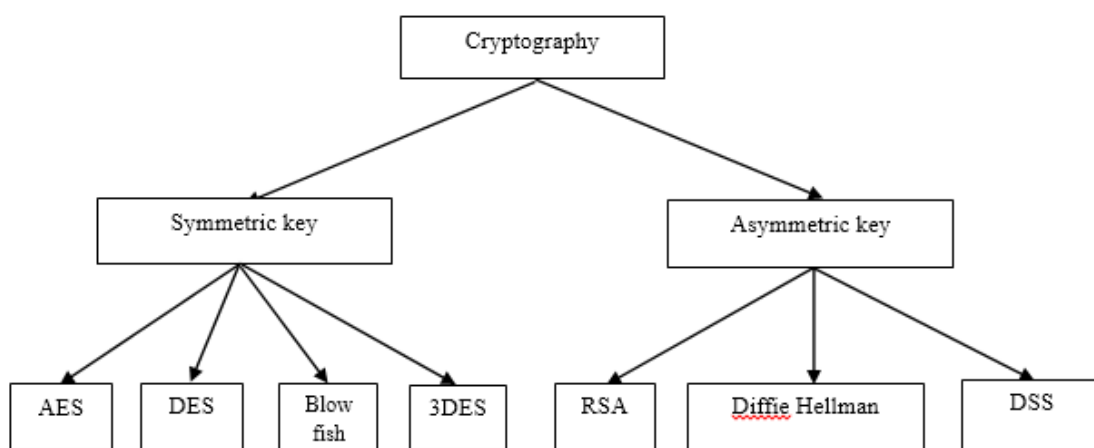 Cryptography
Symmetric key
Asymmetric key
AES
DES
Blow
fish
3DES
RSA
Diffie Hellman
DSS